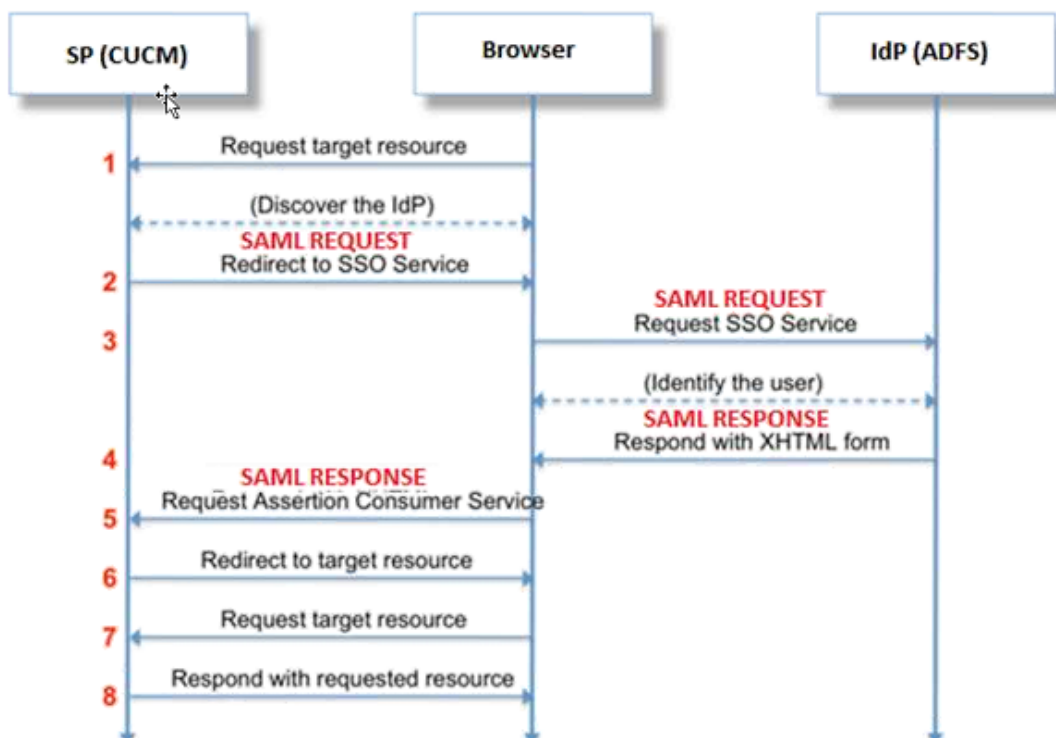 SP (CUCM)
Browser
IdP (ADFS)
1
Request target resource
(Discover the IdP)
SAML REQUEST
2
Redirect to SSO Service
SAML REQUEST
3
Request SSO Service
(Identify the user)
SAML RESPONSE
4
Respond with XHTML form
SAML RESPONSE
5
Request Assertion Consumer Service
6
Redirect to target resource
7
Request target resource
8
Respond with requested resource